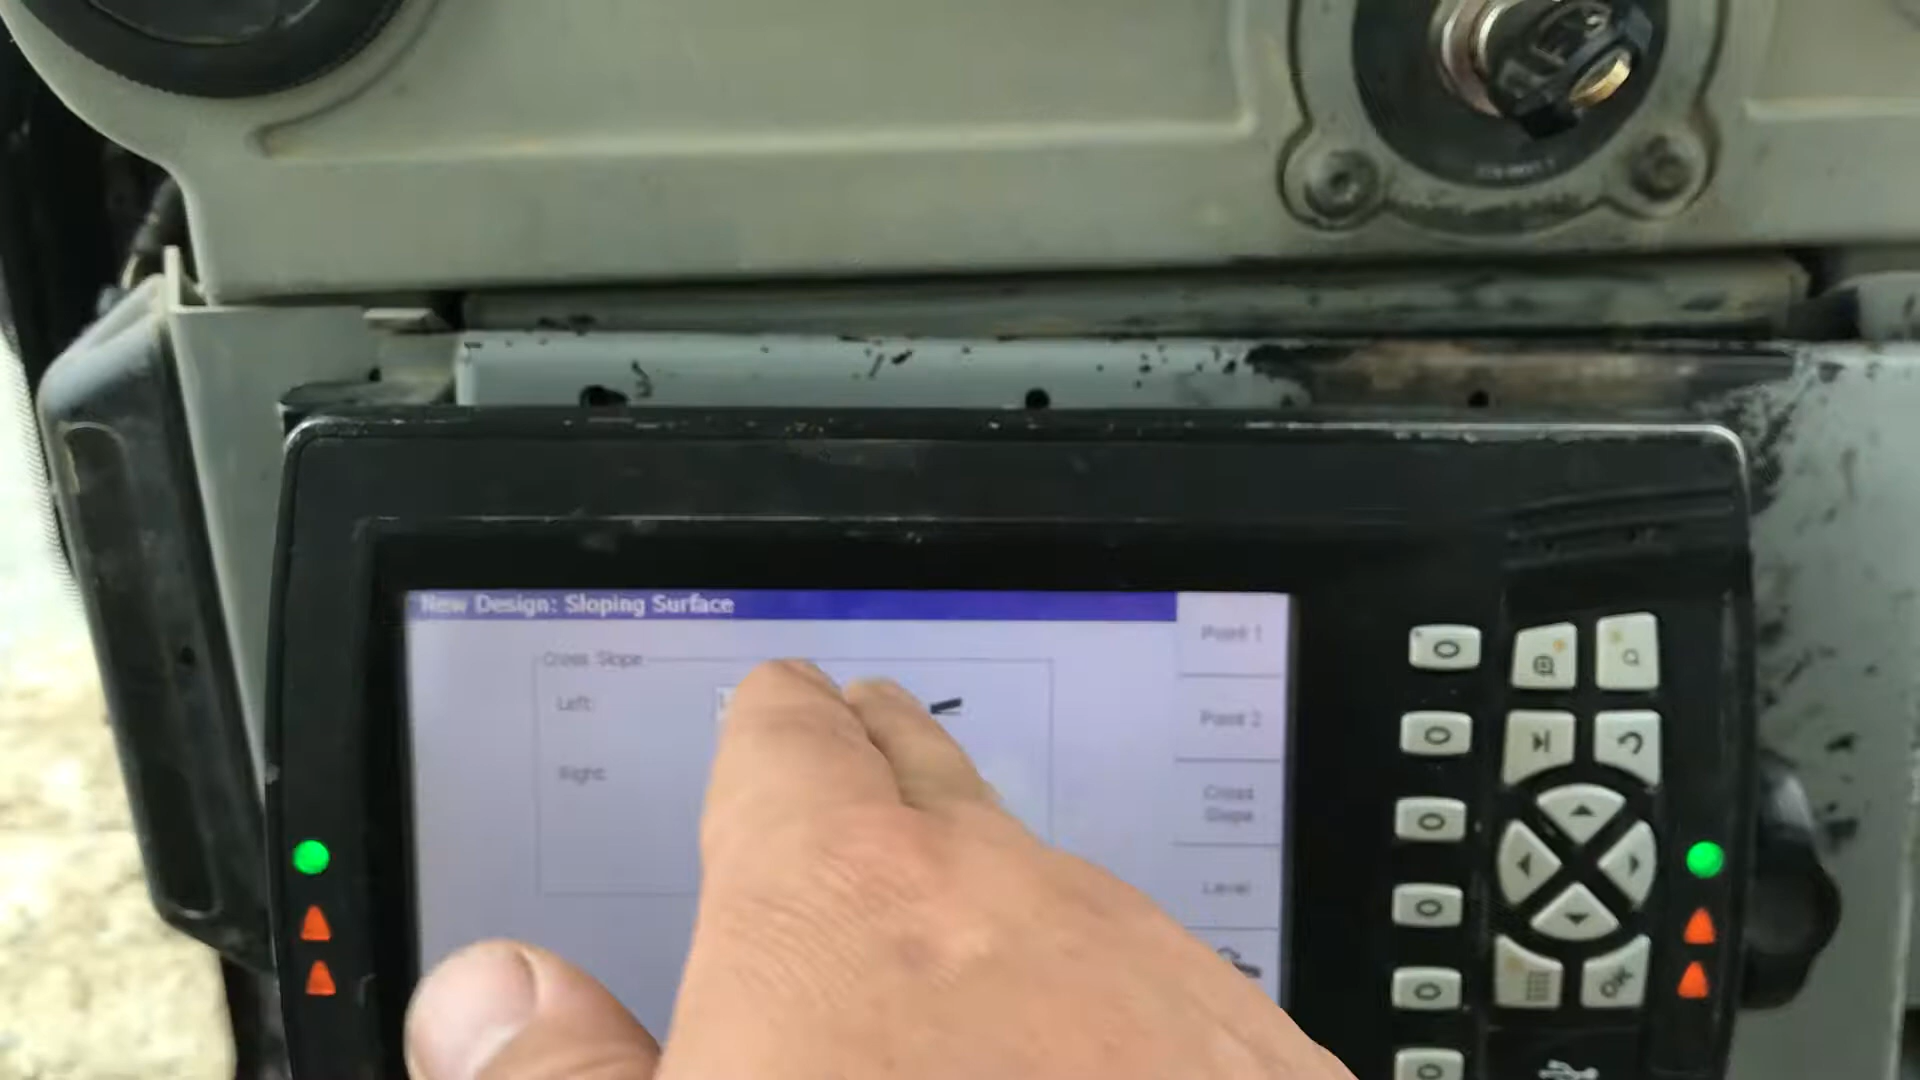 New Design: Sloping Surface
Point 1
Cross Slope
Left:
Point 2
Right:
Cross
Slope
Level
OK